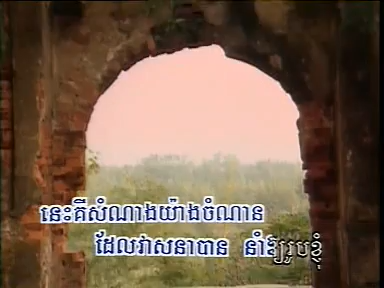 នេះគឺសំណាងយ៉ាងចំណាន
ដែលវាសនាបាន នាំឱ្យរូបខ្ញុំ